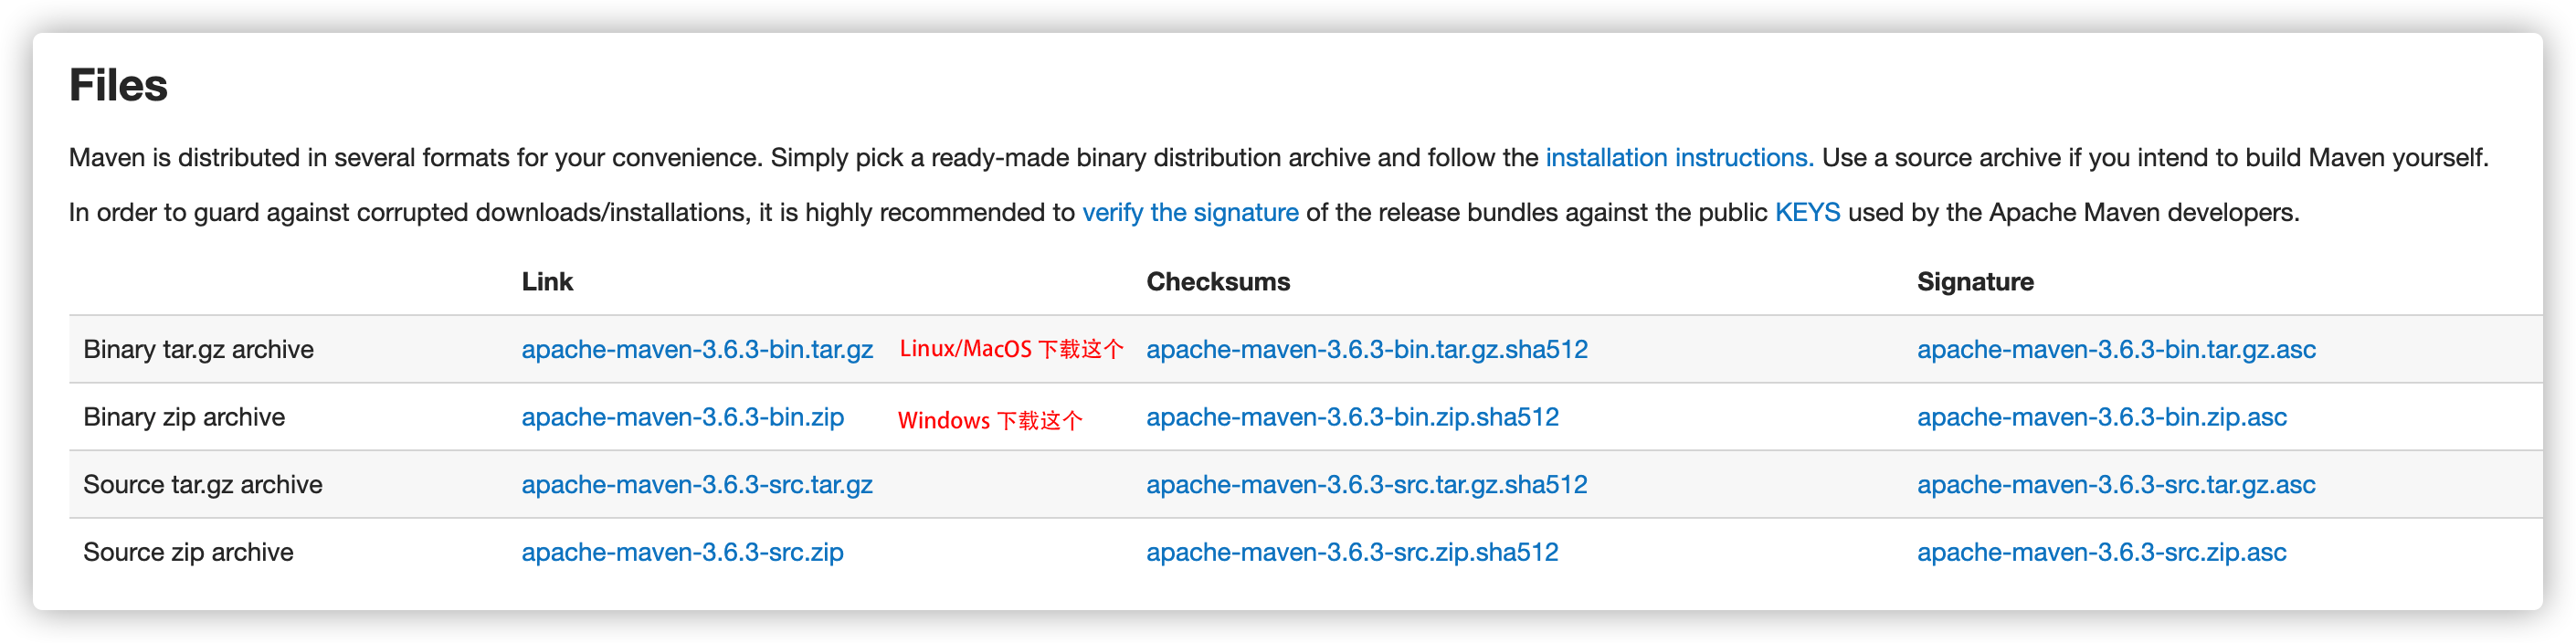 Files
Maven is distributed in several formats for your convenience. Simply pick a ready-made binary distribution archive and follow the installation instructions. Use a source archive if you intend to build Maven yourself.
In order to guard against corrupted downloads/installations, it is highly recommended to verify the signature of the release bundles against the public KEYS used by the Apache Maven developers.
Link Checksums Signature
Binary tar.gz archive apache-maven-3.6.3-bin.tar.gz Linux/MacOS 下载这个 apache-maven-3.6.3-bin.tar.gz.sha512 apache-maven-3.6.3-bin.tar.gz.asc
Binary zip archive apache-maven-3.6.3-bin.zip Windows 下载这个 apache-maven-3.6.3-bin.zip.sha512 apache-maven-3.6.3-bin.zip.asc
Source tar.gz archive apache-maven-3.6.3-src.tar.gz apache-maven-3.6.3-src.tar.gz.sha512 apache-maven-3.6.3-src.tar.gz.asc
Source zip archive apache-maven-3.6.3-src.zip apache-maven-3.6.3-src.zip.sha512 apache-maven-3.6.3-src.zip.asc